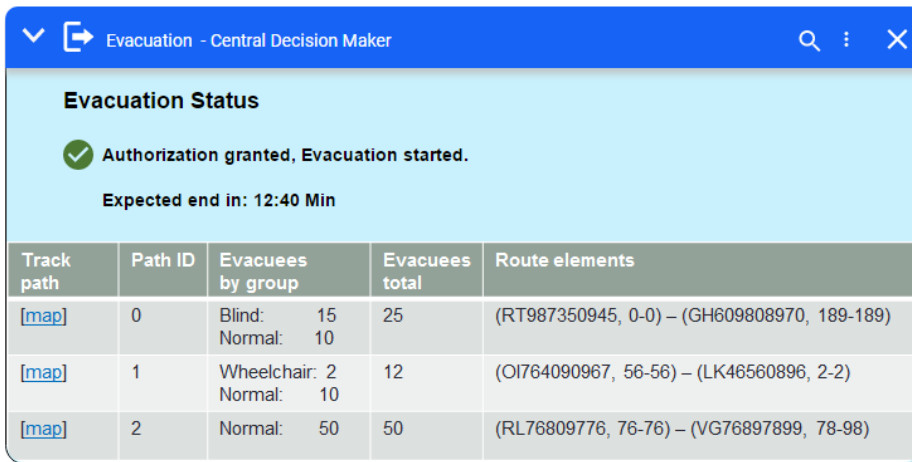 Evacuation - Central Decision Maker
Evacuation Status
Authorization granted, Evacuation started.
Expected end in: 12:40 Min
Track path Path ID Evacuees by group Evacuees total Route elements
[map] 0 Blind: 15 25 (RT987350945, 0-0) – (GH609808970, 189-189)
Normal: 10
[map] 1 Wheelchair: 2 12 (OI764090967, 56-56) – (LK46560896, 2-2)
Normal: 10
[map] 2 Normal: 50 50 (RL76809776, 76-76) – (VG76897899, 78-98)